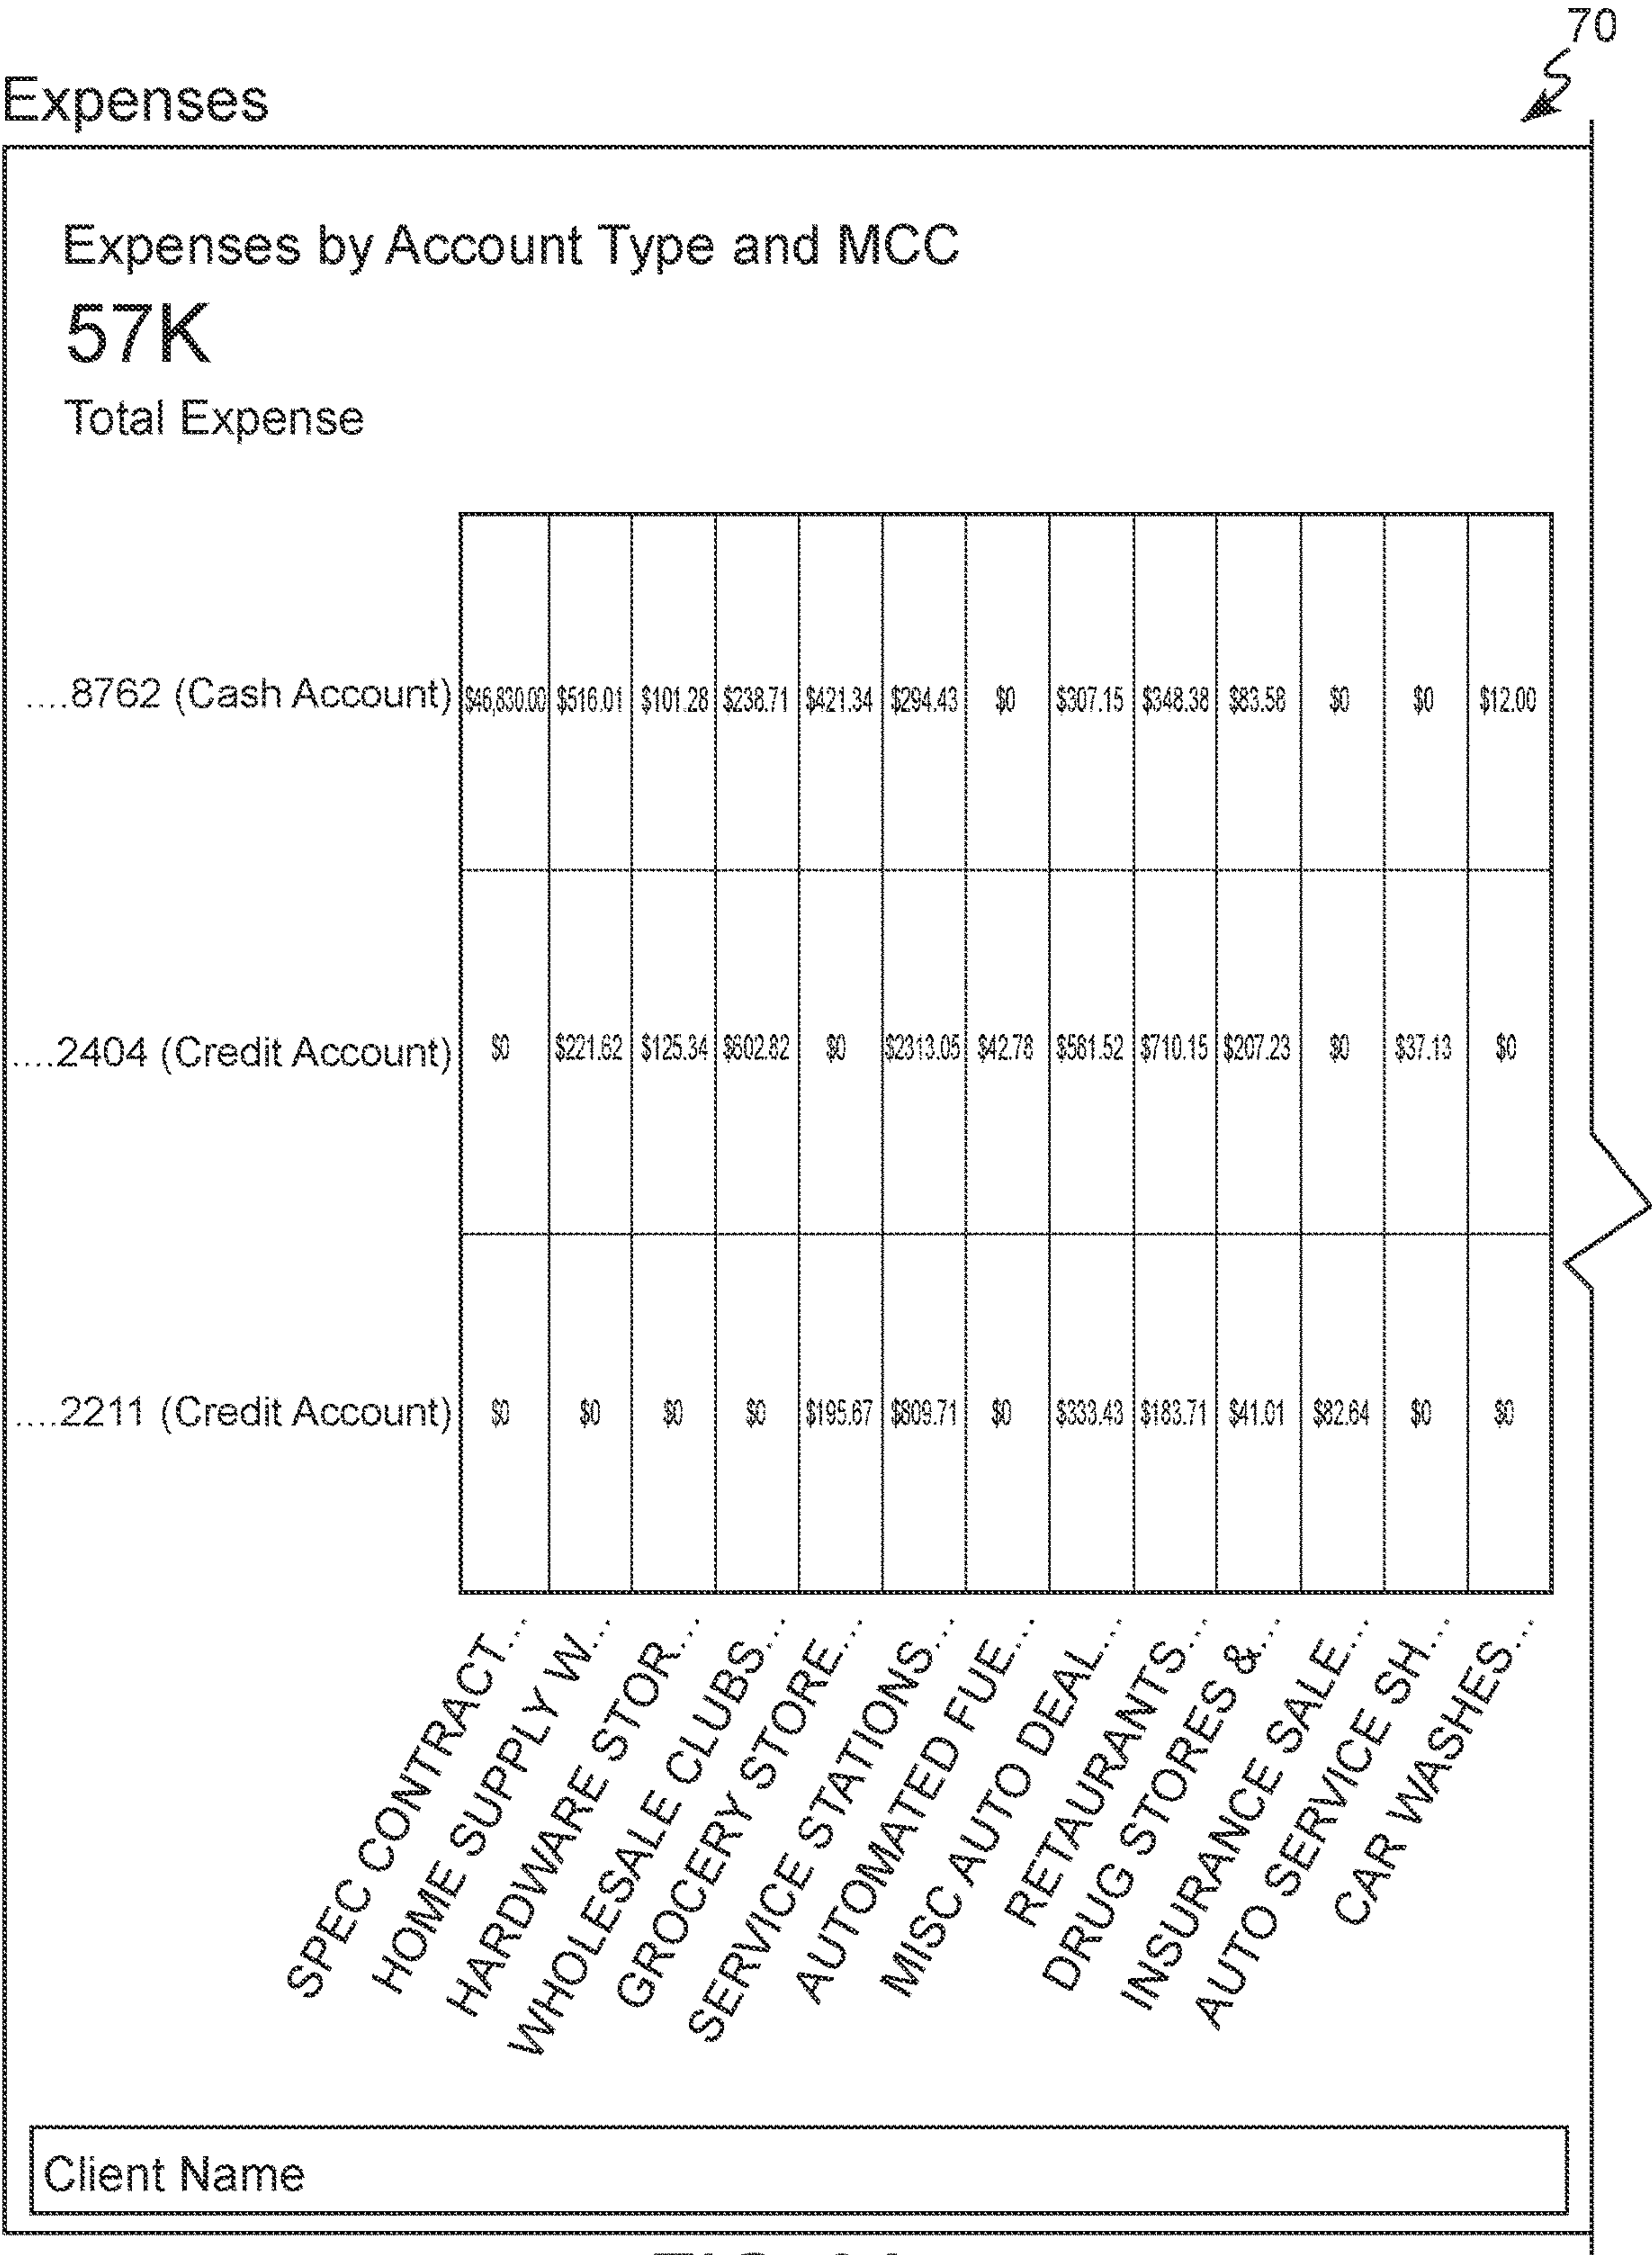 70
Expenses
Expenses by Account Type and MCC
57K
Total Expense
....8762 (Cash Account) $46,830.00 $516.01 $101.28 $238.71 $421.34 $294.43 $0 $307.15 $348.38 $83.58 $0 $0 $12.00
....2404 (Credit Account) $0 $221.62 $125.34 $602.82 $0 $2313.05 $42.78 $561.52 $710.15 $207.23 $0 $37.13 $0
....2211 (Credit Account) $0 $0 $0 $0 $195.67 $809.71 $0 $333.43 $183.71 $41.01 $82.64 $0 $0
SPEC CONTRACT...
HOME SUPPLY W...
HARDWARE STOR...
WHOLESALE CLUBS...
GROCERY STORE...
SERVICE STATIONS...
AUTOMATED FUE...
MISC AUTO DEAL...
RETAURANTS...
DRUG STORES &...
INSURANCE SALE...
AUTO SERVICE SH...
CAR WASHES...
Client Name